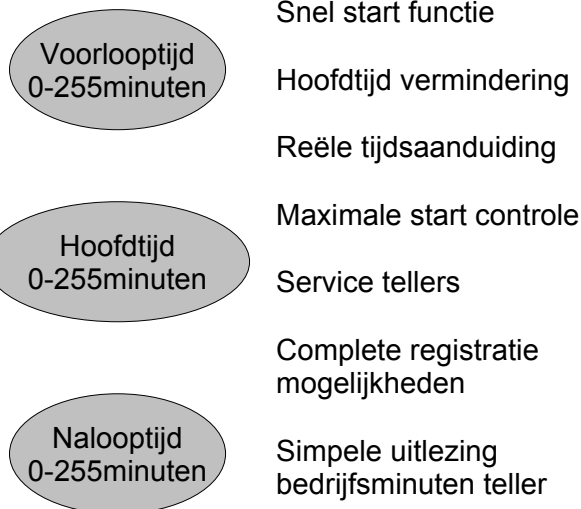 Voorlooptijd
0-255minuten
Hoofdtijd
0-255minuten
Nalooptijd
0-255minuten
Snel start functie
Hoofdtijd vermindering
Reële tijdsaanduiding
Maximale start controle
Service tellers
Complete registratie
mogelijkheden
Simpele uitlezing
bedrijfsminuten teller